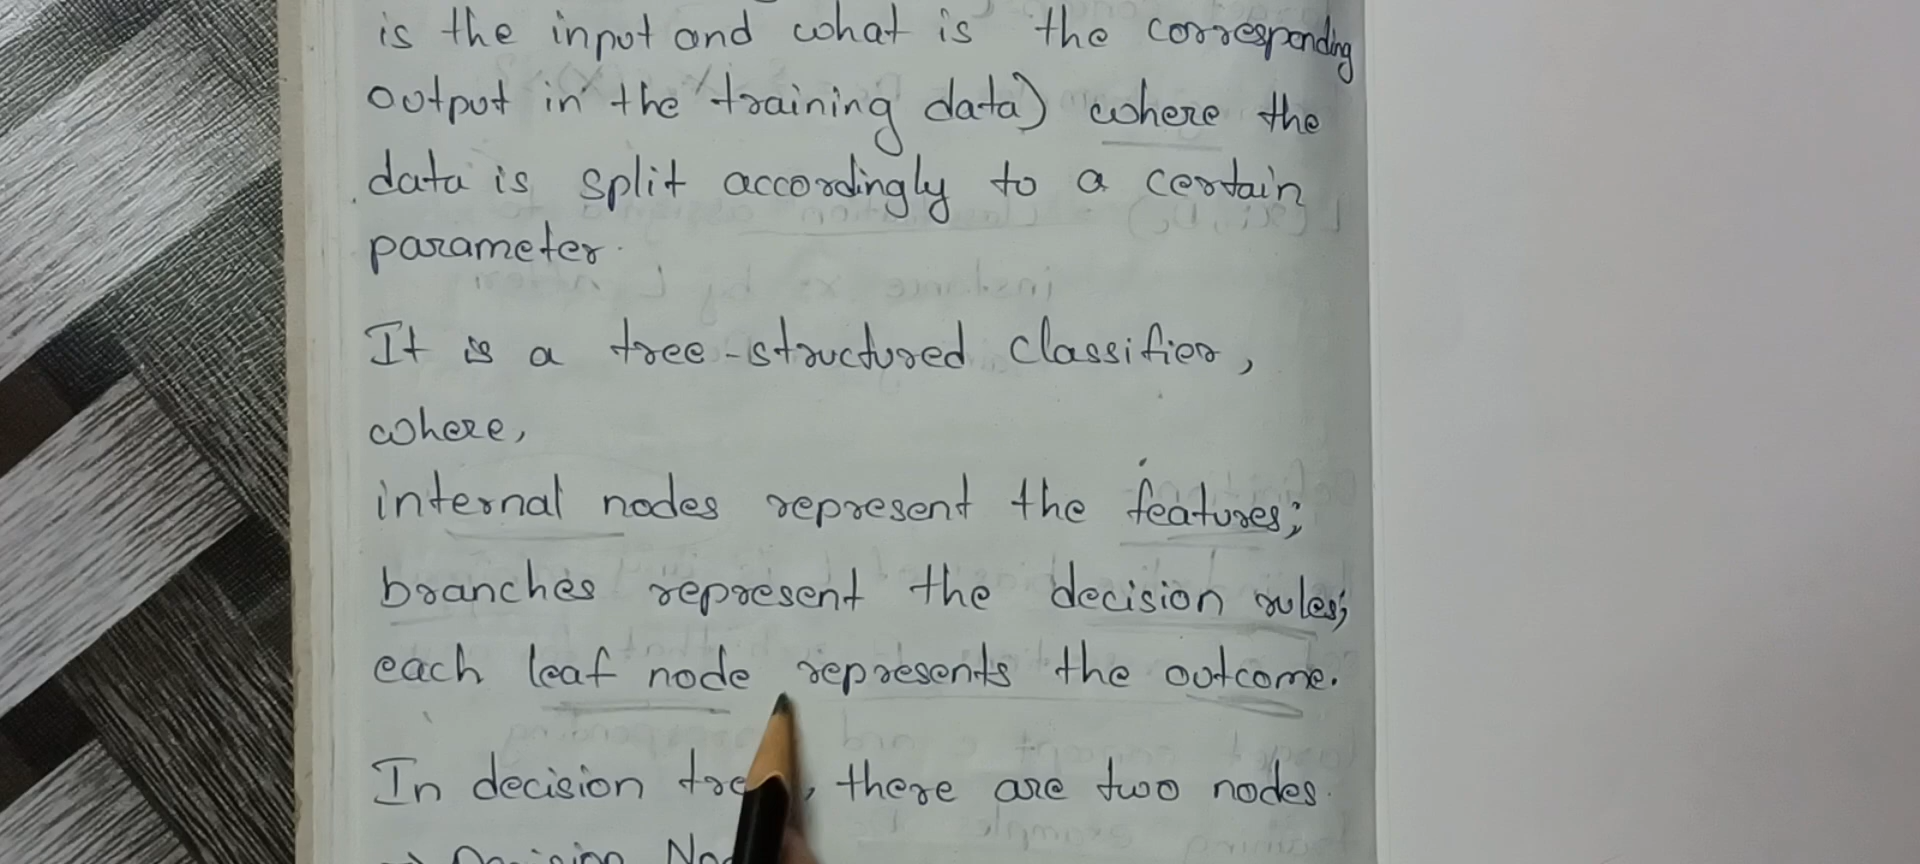 is the input and what is the corresponding
output in the training data) where the
data is split accordingly to a certain
parameter.
It is a tree-structured classifier,
where,
internal nodes represent the features;
branches represent the decision rules;
each leaf node represents the outcome.
In decision tree, there are two nodes.
→ Decision